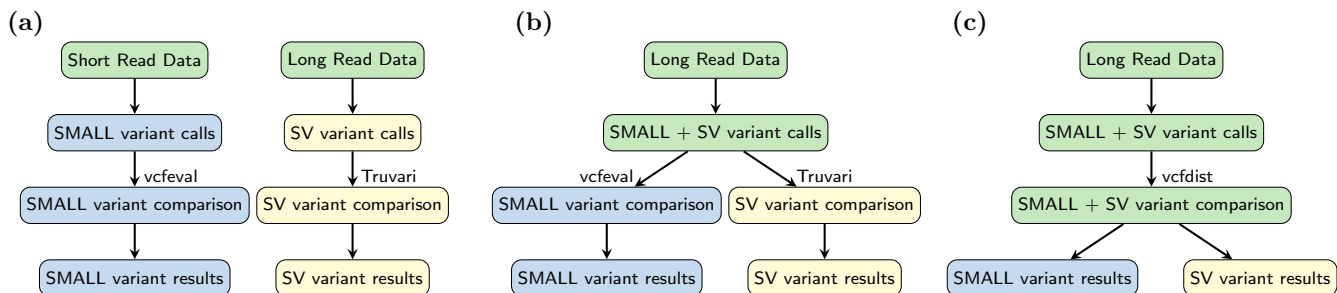 (a)
Short Read Data
Long Read Data
SMALL variant calls
SV variant calls
vcfeval
Truvari
SMALL variant comparison
SV variant comparison
SMALL variant results
SV variant results
(b)
Long Read Data
SMALL + SV variant calls
vcfeval
Truvari
SMALL variant comparison
SV variant comparison
SMALL variant results
SV variant results
(c)
Long Read Data
SMALL + SV variant calls
vcfdist
SMALL + SV variant comparison
SMALL variant results
SV variant results